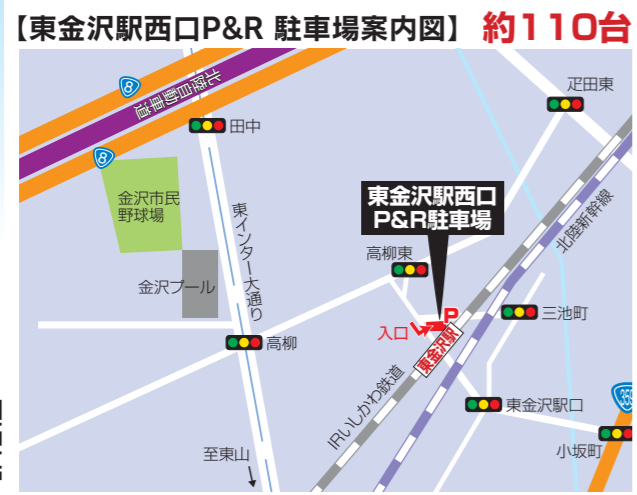 【東金沢駅西口P&R 駐車場案内図】 約110台
8
北陸自動車道
疋田東
田中
8
金沢市民
野球場
東金沢駅西口
P&R駐車場
東インター大通り
北陸新幹線
高柳東
金沢プール
P
三池町
入口
高柳
東金沢駅
IRいしかわ鉄道
東金沢駅口
359
至東山
小坂町